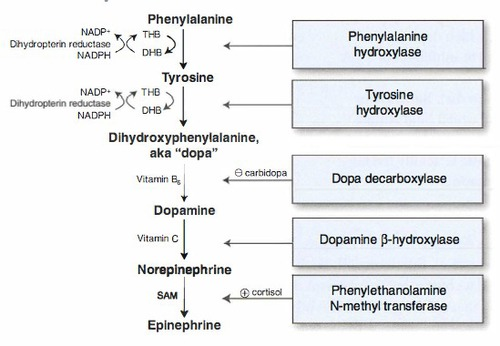 Phenylalanine
NADP+ THB
Dihydropterin reductase
NADPH DHB
Phenylalanine
hydroxylase
Tyrosine
NADP+ THB
Dihydropterin reductase
NADPH DHB
Tyrosine
hydroxylase
Dihydroxyphenylalanine,
aka “dopa”
Vitamin B6
⊖ carbidopa
Dopa decarboxylase
Dopamine
Vitamin C
Dopamine β-hydroxylase
Norepinephrine
SAM
⊕ cortisol
Phenylethanolamine
N-methyl transferase
Epinephrine